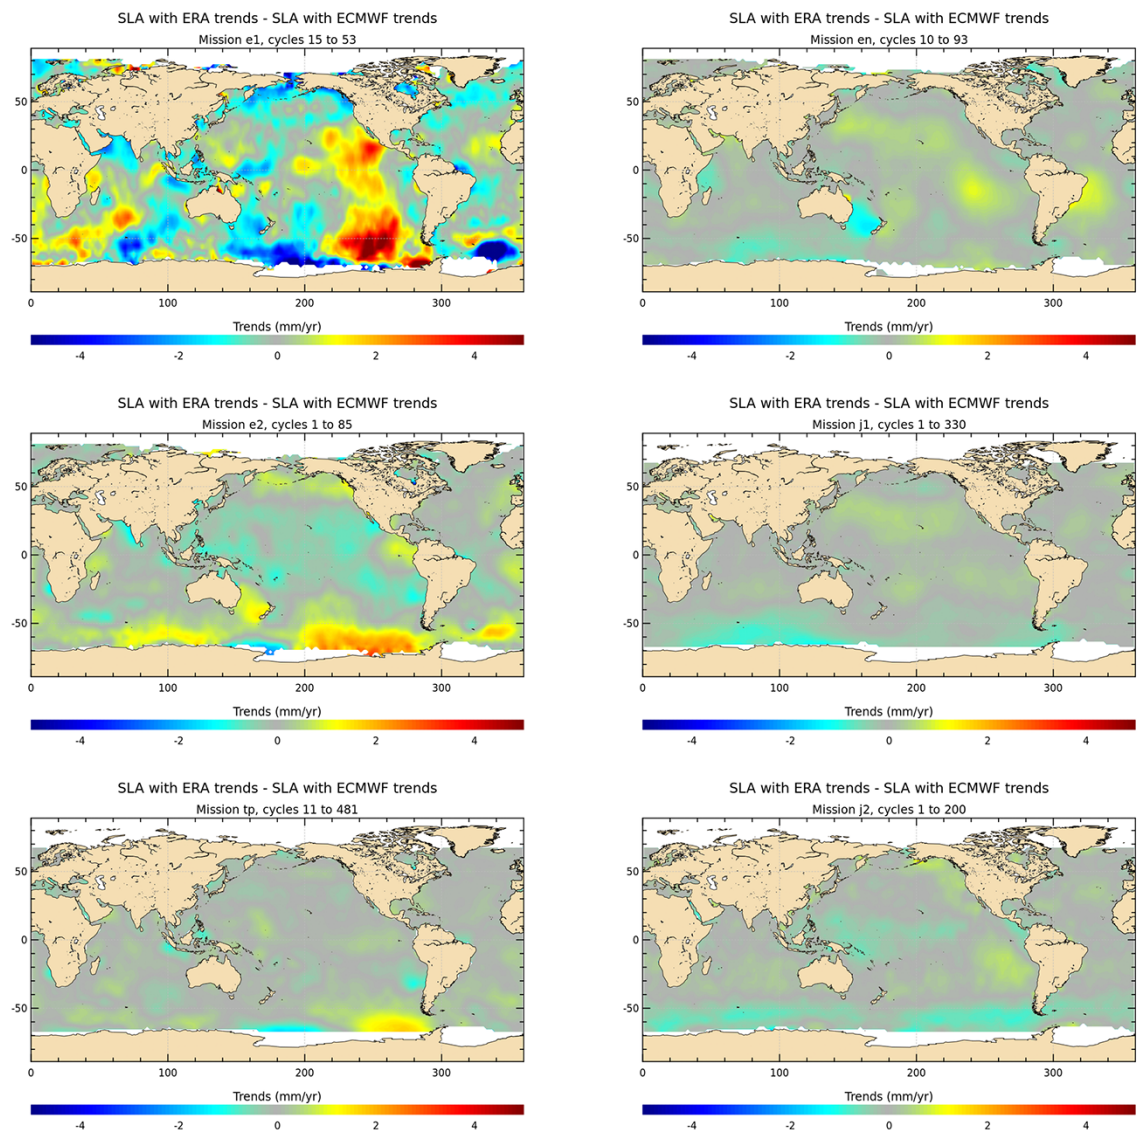 SLA with ERA trends - SLA with ECMWF trends
Mission e1, cycles 15 to 53
50
0
-50
0 100 200 300
Trends (mm/yr)
-4 -2 0 2 4
SLA with ERA trends - SLA with ECMWF trends
Mission en, cycles 10 to 93
50
0
-50
0 100 200 300
Trends (mm/yr)
-4 -2 0 2 4
SLA with ERA trends - SLA with ECMWF trends
Mission e2, cycles 1 to 85
50
0
-50
0 100 200 300
Trends (mm/yr)
-4 -2 0 2 4
SLA with ERA trends - SLA with ECMWF trends
Mission j1, cycles 1 to 330
50
0
-50
0 100 200 300
Trends (mm/yr)
-4 -2 0 2 4
SLA with ERA trends - SLA with ECMWF trends
Mission tp, cycles 11 to 481
50
0
-50
0 100 200 300
Trends (mm/yr)
-4 -2 0 2 4
SLA with ERA trends - SLA with ECMWF trends
Mission j2, cycles 1 to 200
50
0
-50
0 100 200 300
Trends (mm/yr)
-4 -2 0 2 4